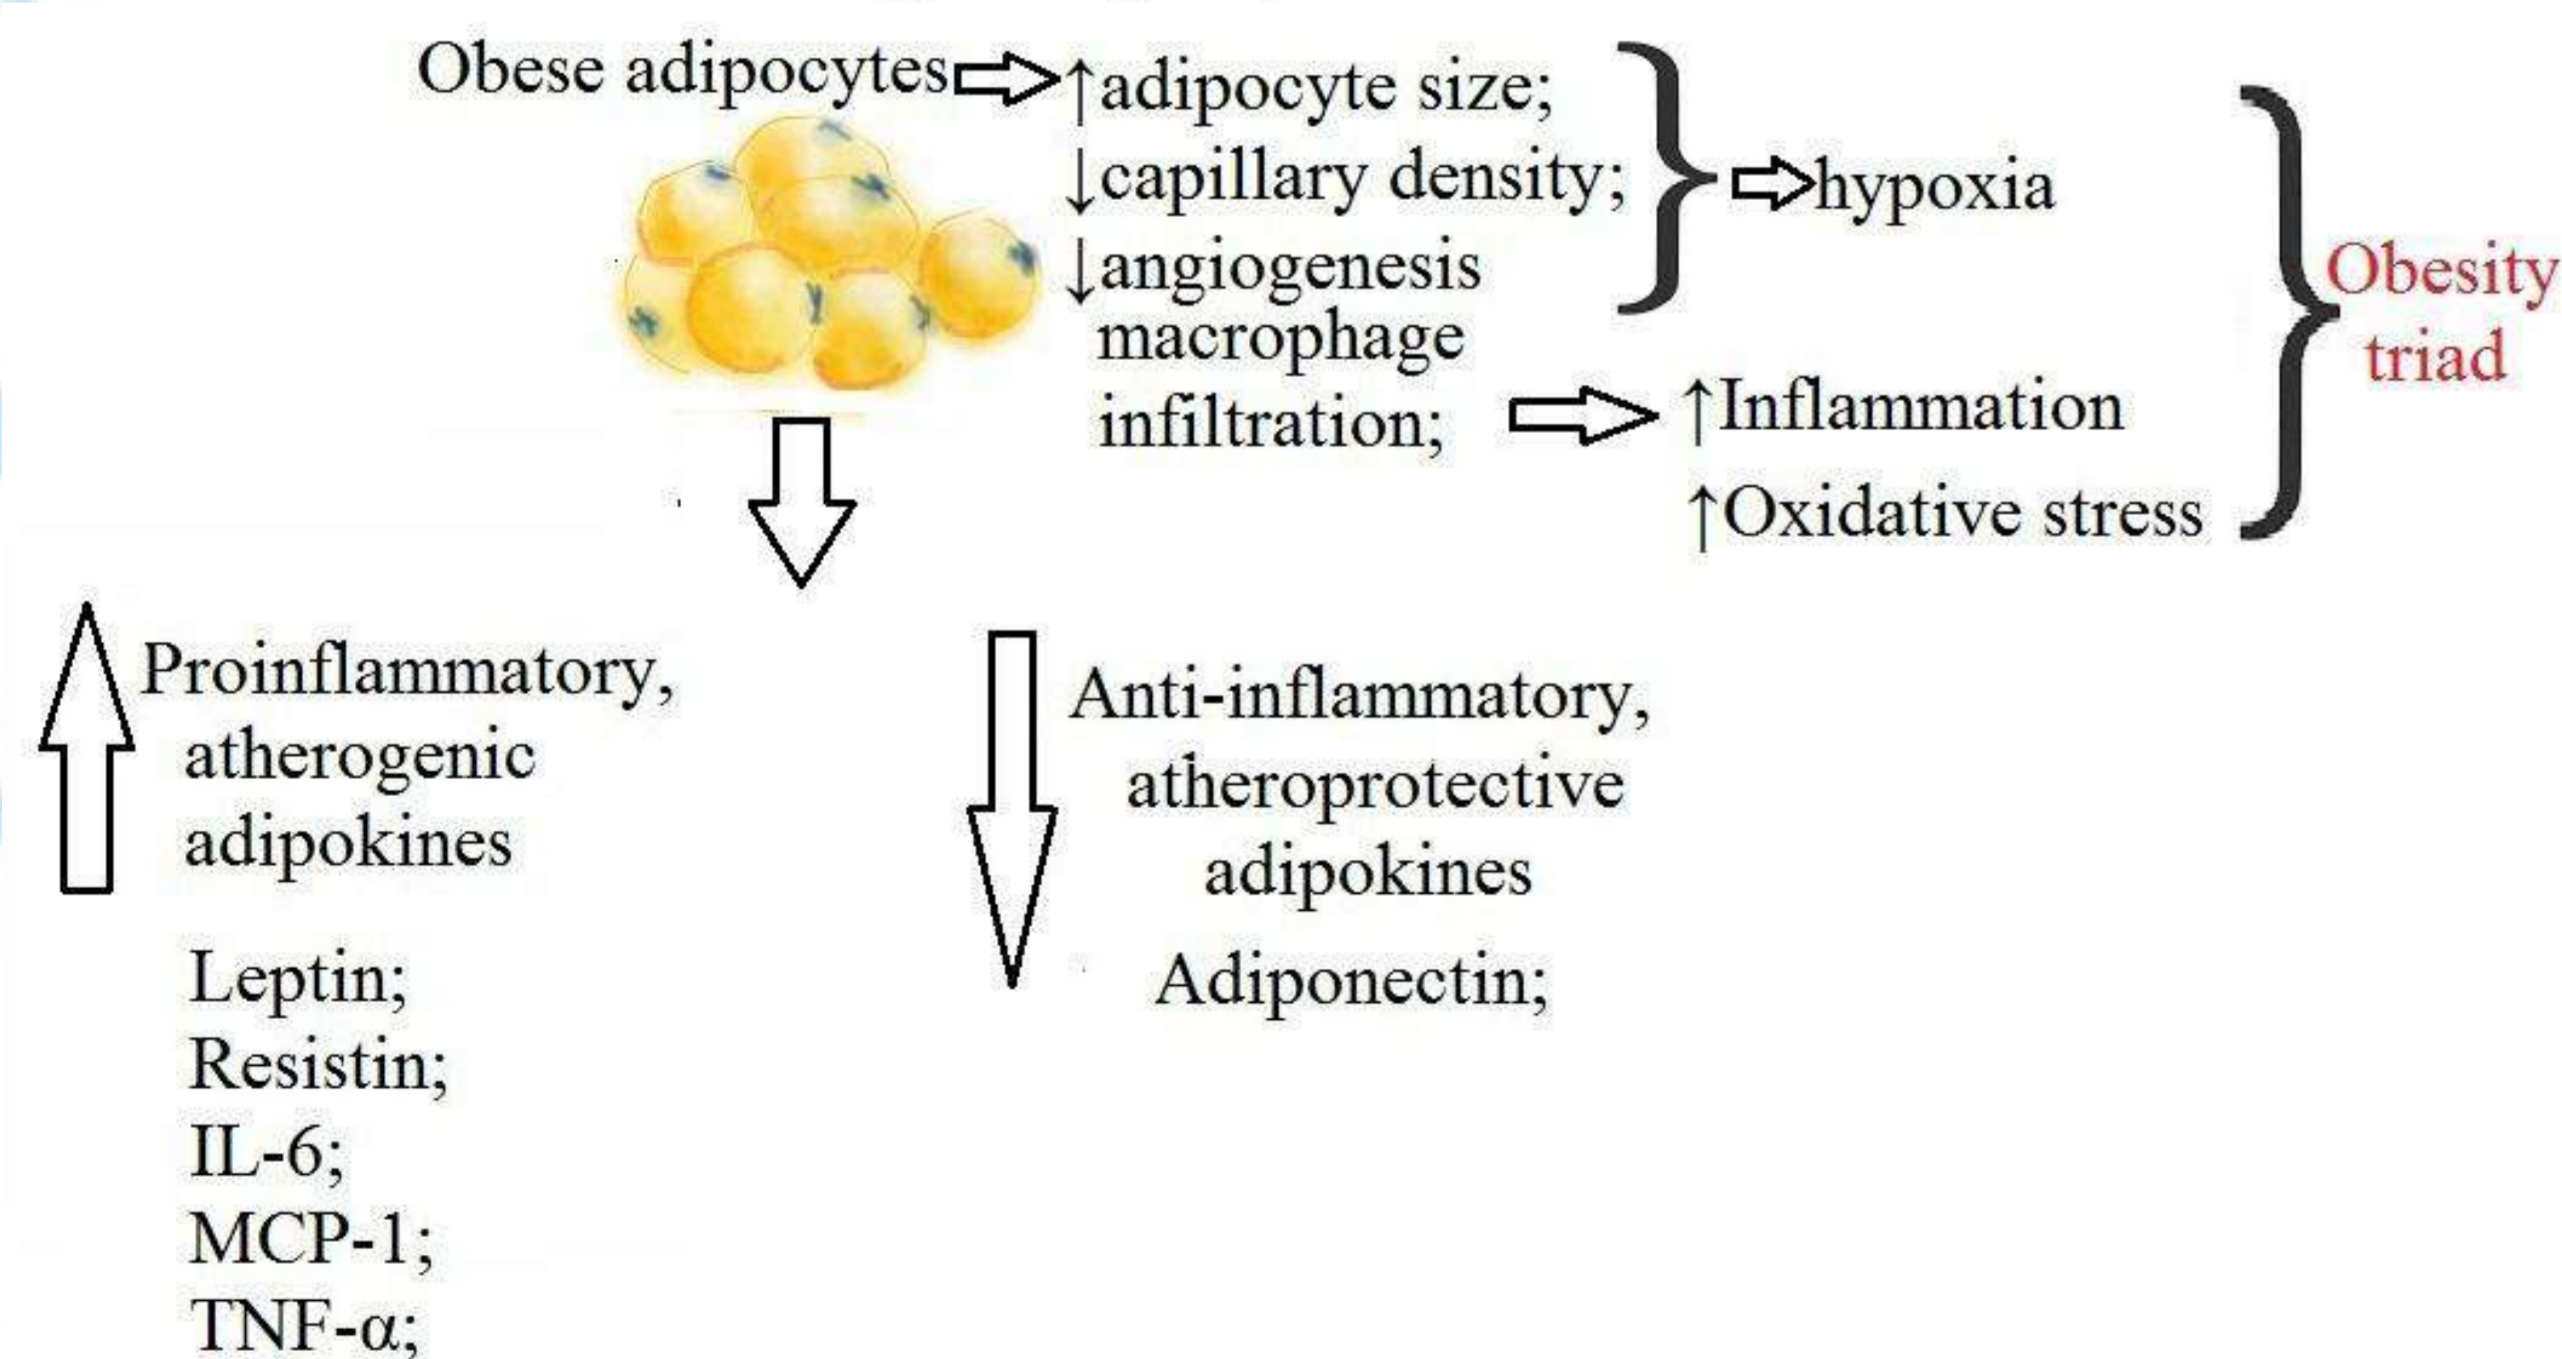 Obese adipocytes
↑adipocyte size;
↓capillary density;
↓angiogenesis
macrophage
infiltration;
hypoxia
↑Inflammation
↑Oxidative stress
Obesity
triad
Proinflammatory,
atherogenic
adipokines
Leptin;
Resistin;
IL-6;
MCP-1;
TNF-α;
Anti-inflammatory,
atheroprotective
adipokines
Adiponectin;